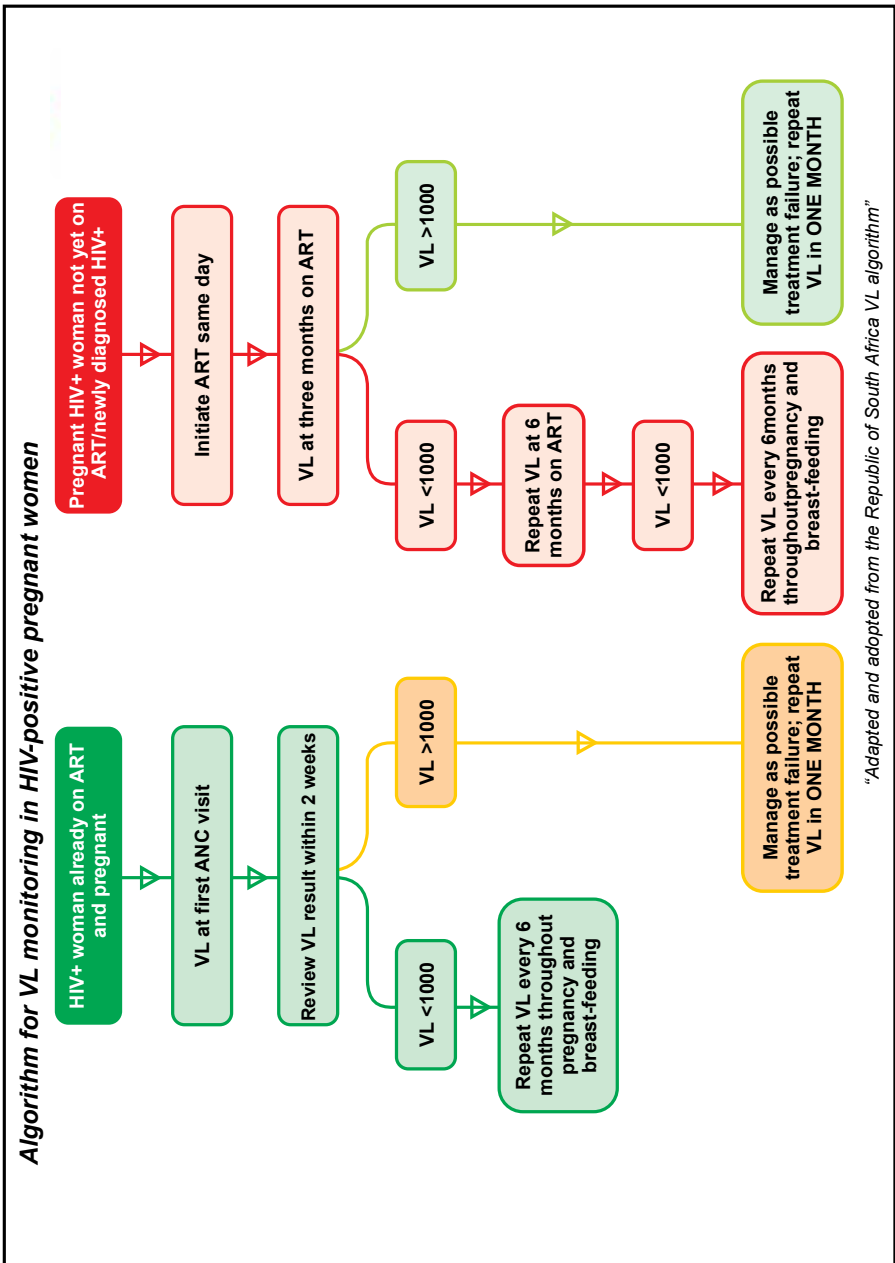 Algorithm for VL monitoring in HIV-positive pregnant women
HIV+ woman already on ART
and pregnant
VL at first ANC visit
Review VL result within 2 weeks
VL <1000
Repeat VL every 6
months throughout
pregnancy and
breast-feeding
VL >1000
Manage as possible
treatment failure; repeat
VL in ONE MONTH
Pregnant HIV+ woman not yet on
ART/newly diagnosed HIV+
Initiate ART same day
VL at three months on ART
VL <1000
Repeat VL at 6
months on ART
VL <1000
Repeat VL every 6months
throughoutpregnancy and
breast-feeding
VL >1000
Manage as possible
treatment failure; repeat
VL in ONE MONTH
"Adapted and adopted from the Republic of South Africa VL algorithm"